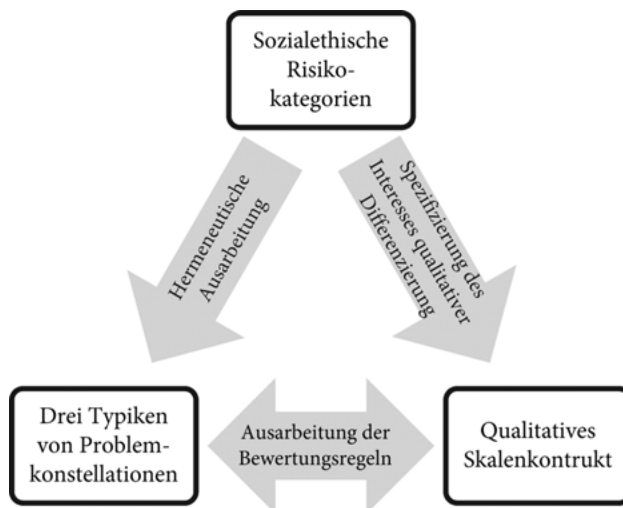 Sozialethische
Risiko-
kategorien
Hermeneutische
Ausarbeitung
Spezifizierung des
Interesses qualitativer
Differenzierung
Drei Typiken
von Problem-
konstellationen
Ausarbeitung der
Bewertungsregeln
Qualitatives
Skalenkontrukt